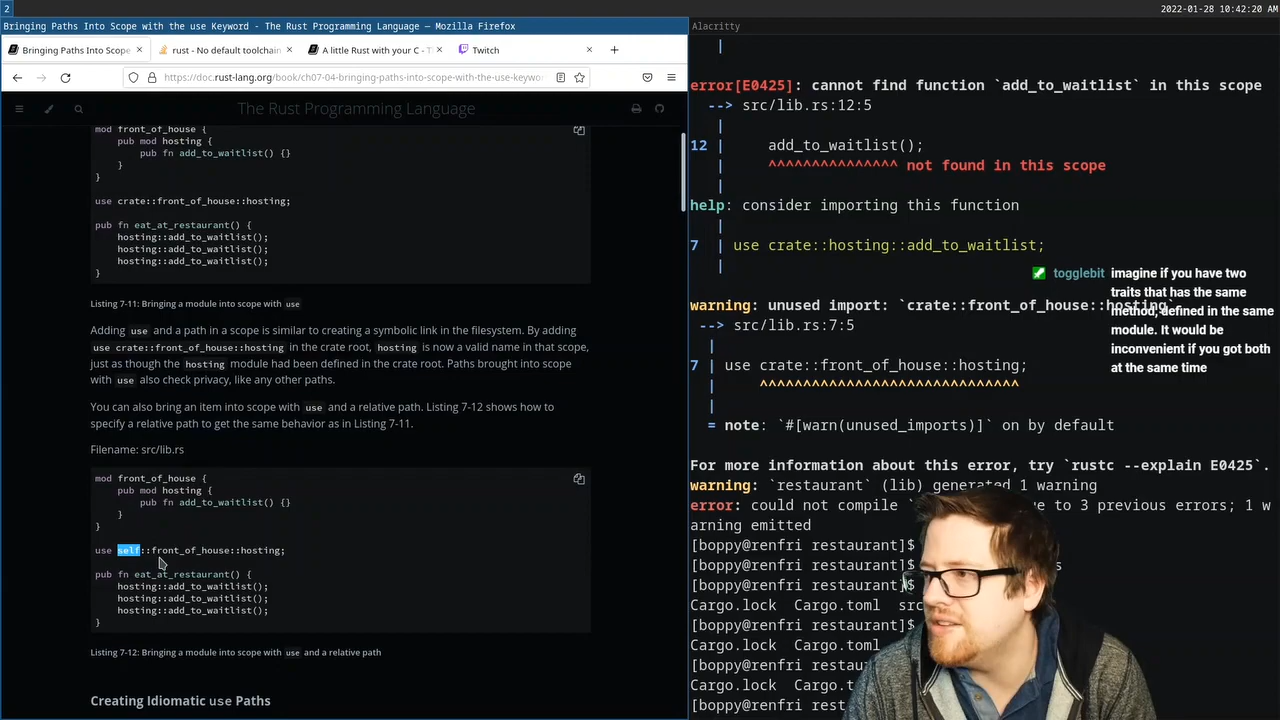 2
2022-01-28 10:42:20 AM
Bringing Paths Into Scope with the use Keyword - The Rust Programming Language — Mozilla Firefox
Alacritty
Bringing Paths Into Scope
rust - No default toolchain
A little Rust with your C - T
Twitch
https://doc.rust-lang.org/book/ch07-04-bringing-paths-into-scope-with-the-use-keywo
The Rust Programming Language
mod front_of_house {
pub mod hosting {
pub fn add_to_waitlist() {}
}
}
use crate::front_of_house::hosting;
pub fn eat_at_restaurant() {
hosting::add_to_waitlist();
hosting::add_to_waitlist();
hosting::add_to_waitlist();
}
Listing 7-11: Bringing a module into scope with use
Adding use and a path in a scope is similar to creating a symbolic link in the filesystem. By adding
use crate::front_of_house::hosting in the crate root, hosting is now a valid name in that scope,
just as though the hosting module had been defined in the crate root. Paths brought into scope
with use also check privacy, like any other paths.
You can also bring an item into scope with use and a relative path. Listing 7-12 shows how to
specify a relative path to get the same behavior as in Listing 7-11.
Filename: src/lib.rs
mod front_of_house {
pub mod hosting {
pub fn add_to_waitlist() {}
}
}
use self::front_of_house::hosting;
pub fn eat_at_restaurant() {
hosting::add_to_waitlist();
hosting::add_to_waitlist();
hosting::add_to_waitlist();
}
Listing 7-12: Bringing a module into scope with use and a relative path
Creating Idiomatic use Paths
|
error[E0425]: cannot find function `add_to_waitlist` in this scope
--> src/lib.rs:12:5
|
12 |     add_to_waitlist();
|     ^^^^^^^^^^^^^^^ not found in this scope
|
help: consider importing this function
|
7 | use crate::hosting::add_to_waitlist;
|
warning: unused import: `crate::front_of_house::hosting`
--> src/lib.rs:7:5
|
7 | use crate::front_of_house::hosting;
|     ^^^^^^^^^^^^^^^^^^^^^^^^^^^^^^
|
= note: `#[warn(unused_imports)]` on by default
For more information about this error, try `rustc --explain E0425`.
warning: `restaurant` (lib) generated 1 warning
error: could not compile ` to 3 previous errors; 1 w
arning emitted
[boppy@renfri restaurant]$
[boppy@renfri restaurant]$
[boppy@renfri restaurant]$
Cargo.lock  Cargo.toml  src
[boppy@renfri restaurant]$
Cargo.lock  Cargo.toml
[boppy@renfri
Cargo.lock
[boppy@renfri
togglebit imagine if you have two
traits that has the same
method, defined in the same
module. It would be
inconvenient if you got both
at the same time